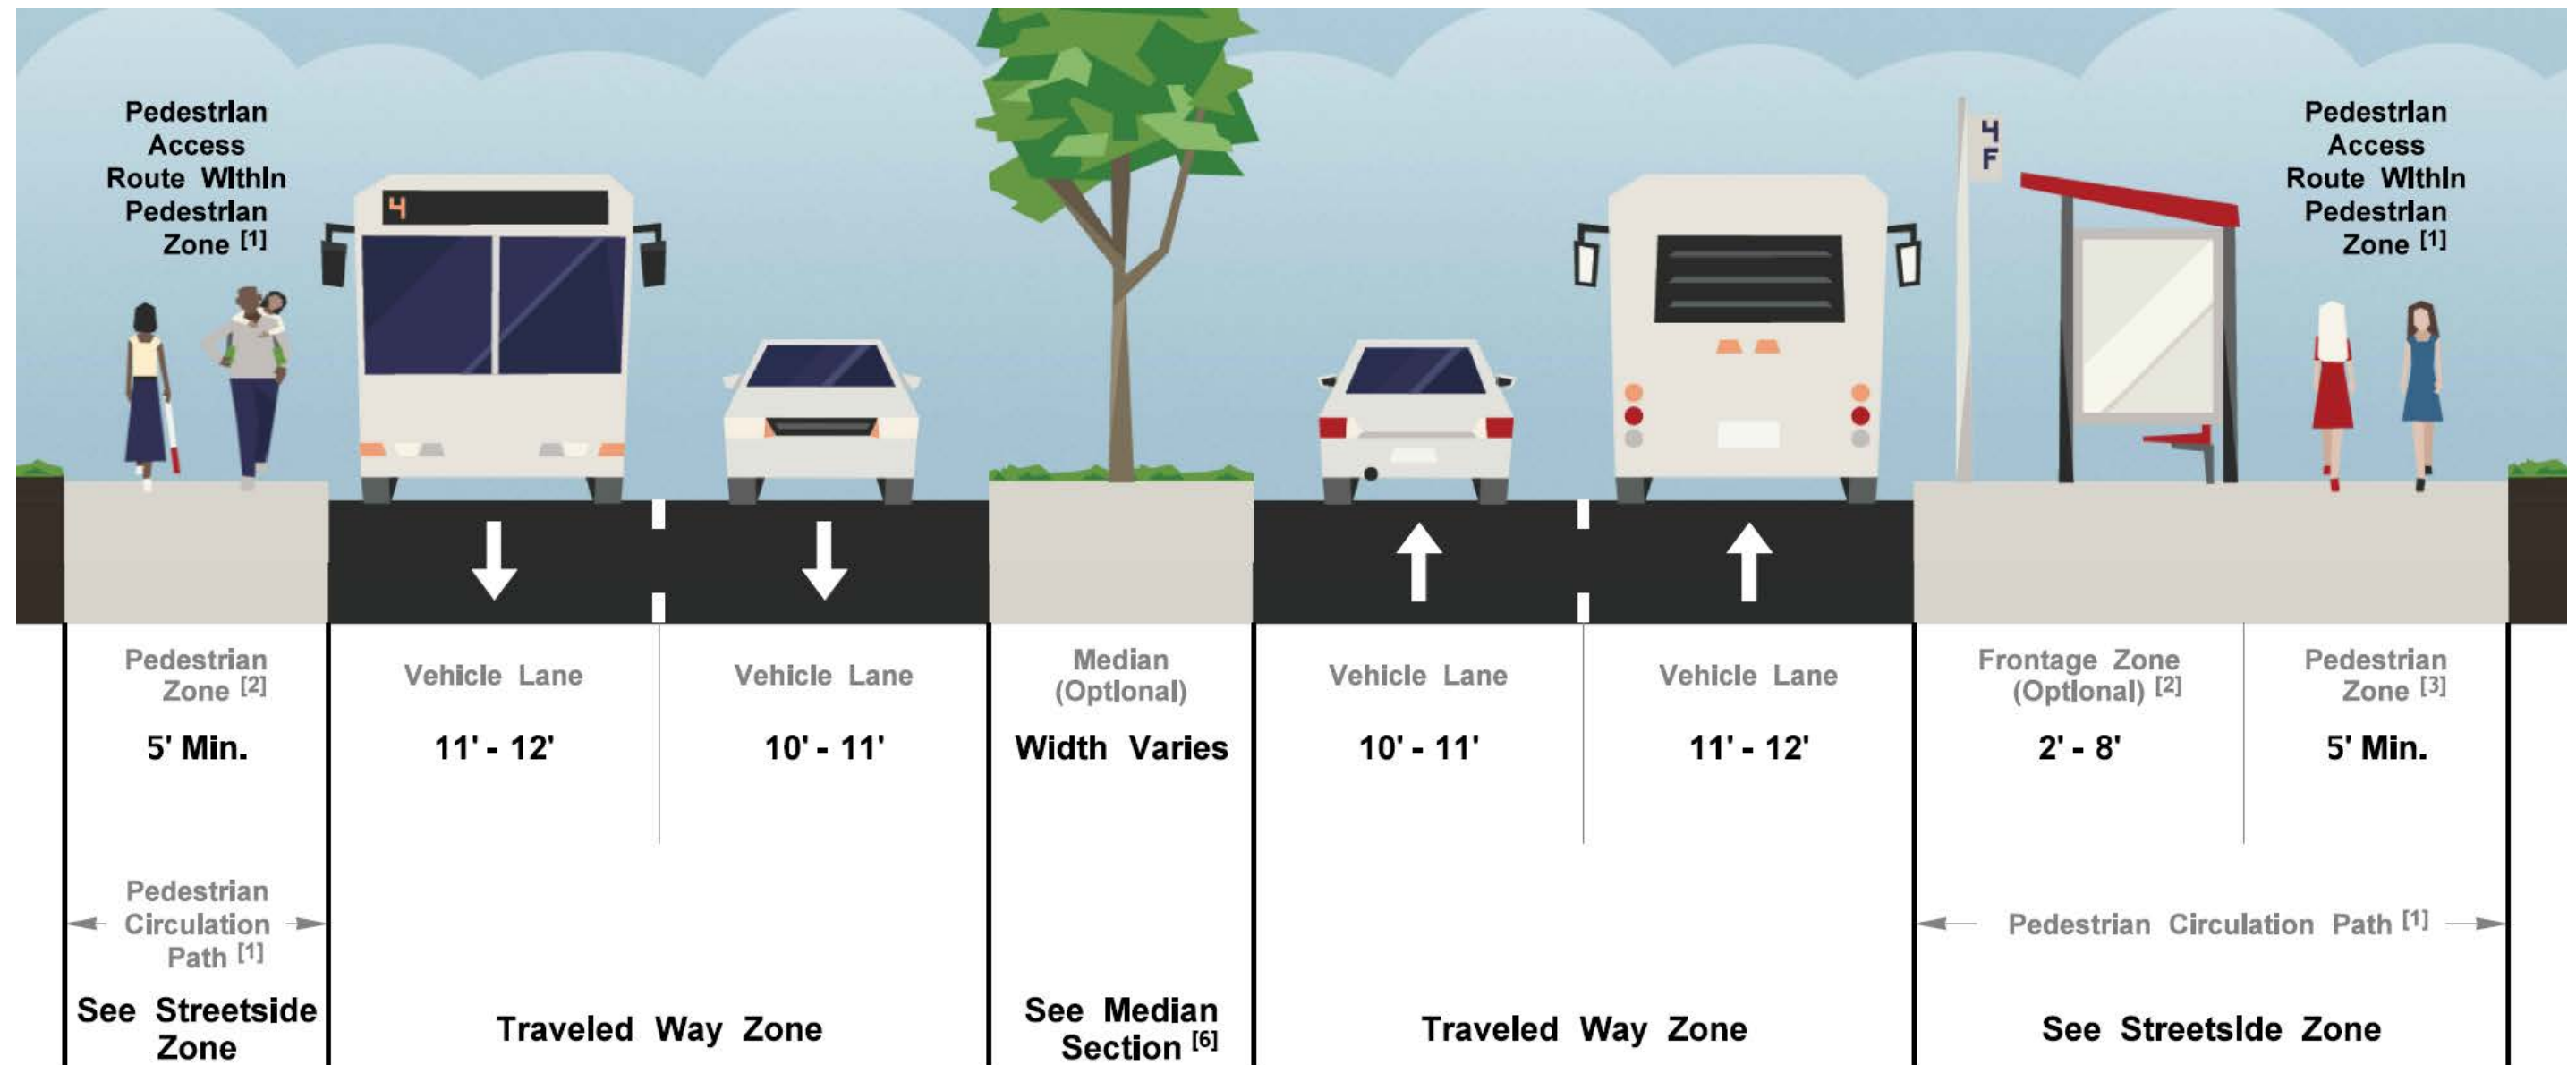 Pedestrian
Access
Route Within
Pedestrian
Zone [1]
4
4
F
Pedestrian
Access
Route Within
Pedestrian
Zone [1]
Pedestrian
Zone [2]
5' Min.
Vehicle Lane
11' - 12'
Vehicle Lane
10' - 11'
Median
(Optional)
Width Varies
Vehicle Lane
10' - 11'
Vehicle Lane
11' - 12'
Frontage Zone
(Optional) [2]
2' - 8'
Pedestrian
Zone [3]
5' Min.
Pedestrian
Circulation
Path [1]
Pedestrian Circulation Path [1]
See Streetside
Zone
Traveled Way Zone
See Median
Section [6]
Traveled Way Zone
See Streetside Zone